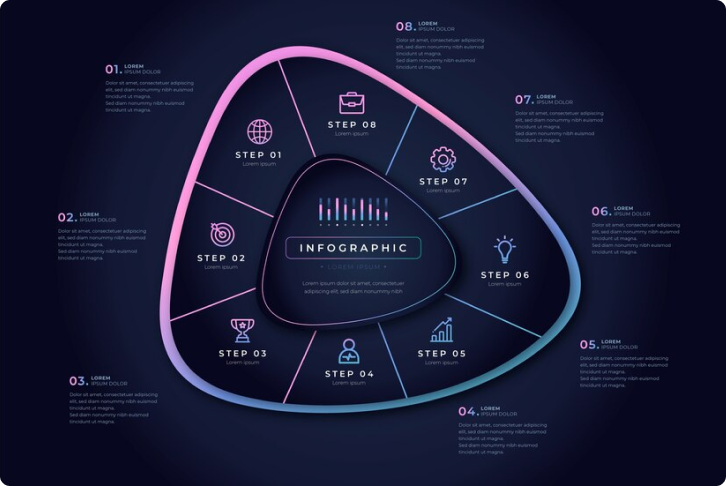 08. LOREM
IPSUM DOLOR
Dolor sit amet, consectetuer adipiscing
elit, sed diam nonummy nibh euismod
tincidunt ut magna.
Sed diam nonummy nibh euismod
tincidunt ut magna.
01. LOREM
IPSUM DOLOR
Dolor sit amet, consectetuer adipiscing
elit, sed diam nonummy nibh euismod
tincidunt ut magna.
Sed diam nonummy nibh euismod
tincidunt ut magna.
07. LOREM
IPSUM DOLOR
Dolor sit amet, consectetuer adipiscing
elit, sed diam nonummy nibh euismod
tincidunt ut magna.
Sed diam nonummy nibh euismod
tincidunt ut magna.
STEP 08
Lorem ipsum
STEP 01
Lorem ipsum
STEP 07
Lorem ipsum
02. LOREM
IPSUM DOLOR
Dolor sit amet, consectetuer adipiscing
elit, sed diam nonummy nibh euismod
tincidunt ut magna.
Sed diam nonummy nibh euismod
tincidunt ut magna.
06. LOREM
IPSUM DOLOR
Dolor sit amet, consectetuer adipiscing
elit, sed diam nonummy nibh euismod
tincidunt ut magna.
Sed diam nonummy nibh euismod
tincidunt ut magna.
INFOGRAPHIC
• LOREM IPSUM •
Lorem ipsum dolor sit amet, consectetuer
adipiscing elit, sed diam nonummy nibh
STEP 02
Lorem ipsum
STEP 06
Lorem ipsum
STEP 03
Lorem ipsum
STEP 04
Lorem ipsum
STEP 05
Lorem ipsum
05. LOREM
IPSUM DOLOR
Dolor sit amet, consectetuer adipiscing
elit, sed diam nonummy nibh euismod
tincidunt ut magna.
Sed diam nonummy nibh euismod
tincidunt ut magna.
03. LOREM
IPSUM DOLOR
Dolor sit amet, consectetuer adipiscing
elit, sed diam nonummy nibh euismod
tincidunt ut magna.
Sed diam nonummy nibh euismod
tincidunt ut magna.
04. LOREM
IPSUM DOLOR
Dolor sit amet, consectetuer adipiscing
elit, sed diam nonummy nibh euismod
tincidunt ut magna.
Sed diam nonummy nibh euismod
tincidunt ut magna.